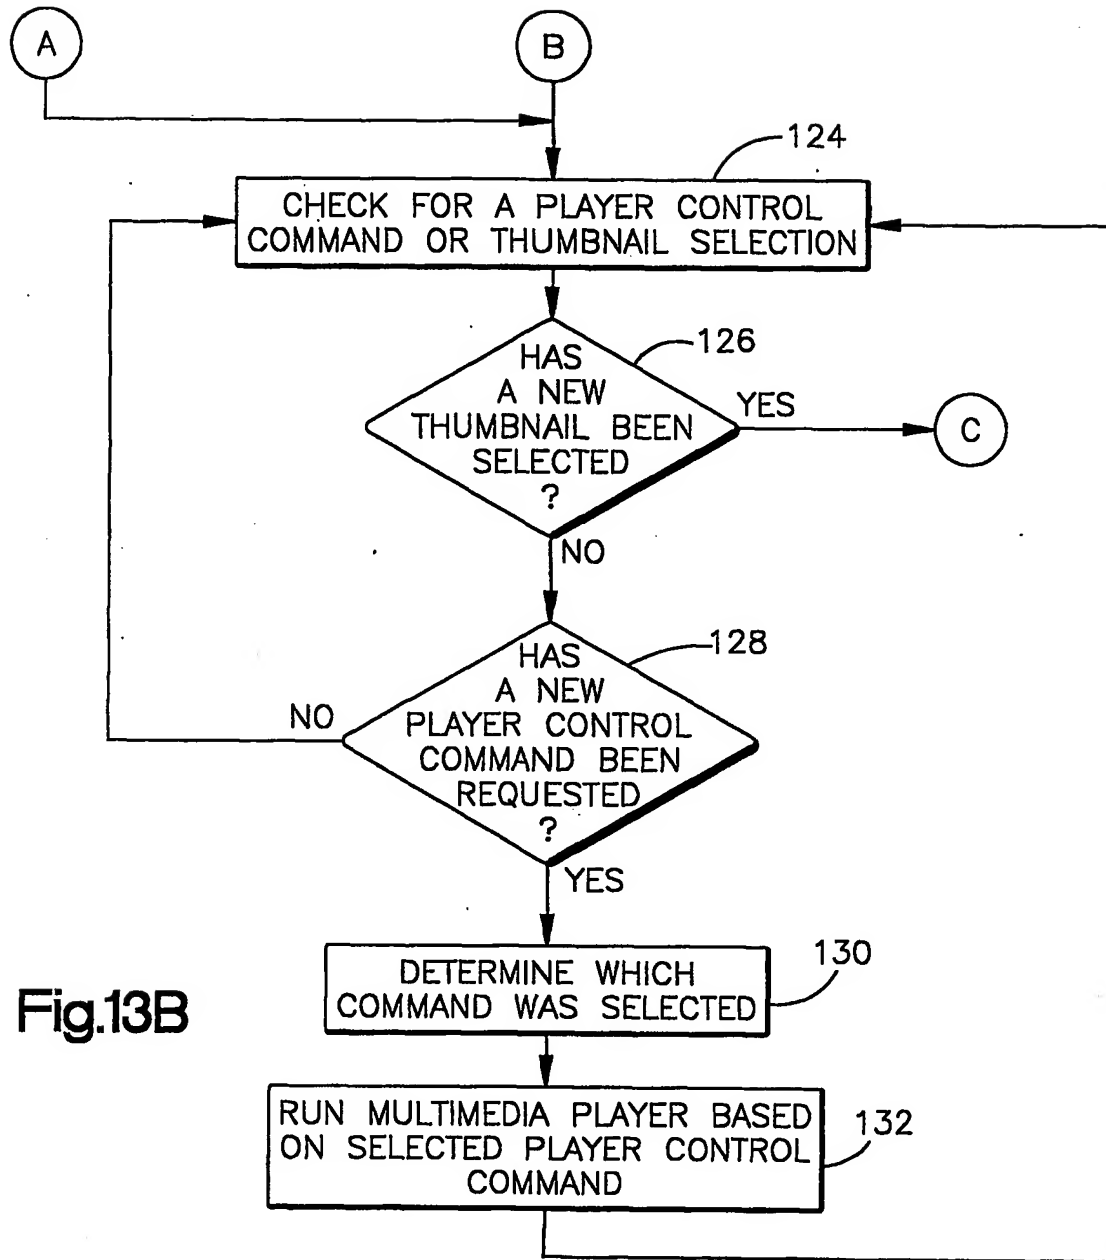 A
B
124
CHECK FOR A PLAYER CONTROL
COMMAND OR THUMBNAIL SELECTION
126
HAS
A NEW
THUMBNAIL BEEN
SELECTED
?
YES
C
NO
128
HAS
A NEW
PLAYER CONTROL
COMMAND BEEN
REQUESTED
?
NO
YES
130
DETERMINE WHICH
COMMAND WAS SELECTED
Fig.13B
RUN MULTIMEDIA PLAYER BASED
ON SELECTED PLAYER CONTROL
COMMAND
132